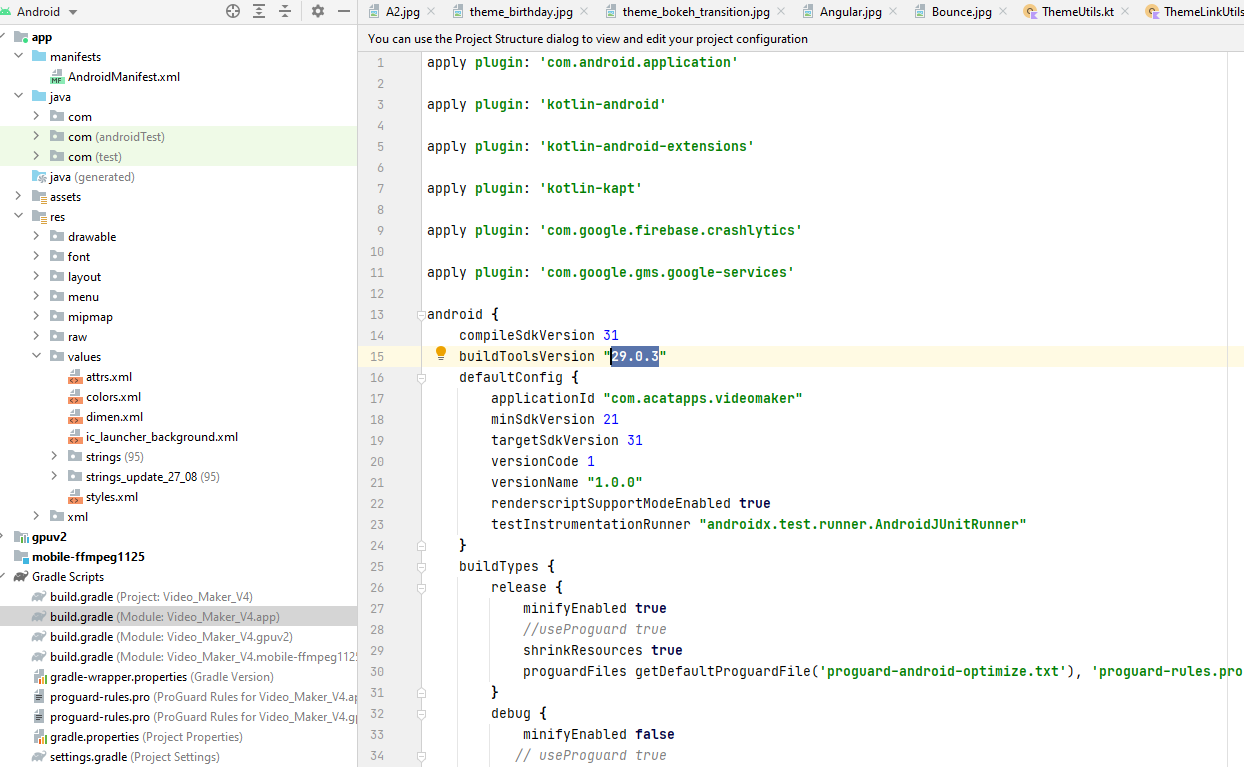 Android
app
manifests
AndroidManifest.xml
java
com
com (androidTest)
com (test)
java (generated)
assets
res
drawable
font
layout
menu
mipmap
raw
values
attrs.xml
colors.xml
dimen.xml
ic_launcher_background.xml
strings (95)
strings_update_27_08 (95)
styles.xml
xml
gpuv2
mobile-ffmpeg1125
Gradle Scripts
build.gradle (Project: Video_Maker_V4)
build.gradle (Module: Video_Maker_V4.app)
build.gradle (Module: Video_Maker_V4.gpuv2)
build.gradle (Module: Video_Maker_V4.mobile-ffmpeg112
gradle-wrapper.properties (Gradle Version)
proguard-rules.pro (ProGuard Rules for Video_Maker_V4.ap
proguard-rules.pro (ProGuard Rules for Video_Maker_V4.gp
gradle.properties (Project Properties)
settings.gradle (Project Settings)
A2.jpg theme_birthday.jpg theme_bokeh_transition.jpg Angular.jpg Bounce.jpg ThemeUtils.kt ThemeLinkUtils
You can use the Project Structure dialog to view and edit your project configuration
1 apply plugin: 'com.android.application'
2
3 apply plugin: 'kotlin-android'
4
5 apply plugin: 'kotlin-android-extensions'
6
7 apply plugin: 'kotlin-kapt'
8
9 apply plugin: 'com.google.firebase.crashlytics'
10
11 apply plugin: 'com.google.gms.google-services'
12
13 android {
14 compileSdkVersion 31
15 buildToolsVersion "29.0.3"
16 defaultConfig {
17 applicationId "com.acatapps.videomaker"
18 minSdkVersion 21
19 targetSdkVersion 31
20 versionCode 1
21 versionName "1.0.0"
22 renderscriptSupportModeEnabled true
23 testInstrumentationRunner "androidx.test.runner.AndroidJUnitRunner"
24 }
25 buildTypes {
26 release {
27 minifyEnabled true
28 //useProguard true
29 shrinkResources true
30 proguardFiles getDefaultProguardFile('proguard-android-optimize.txt'), 'proguard-rules.pro
31 }
32 debug {
33 minifyEnabled false
34 // useProguard true